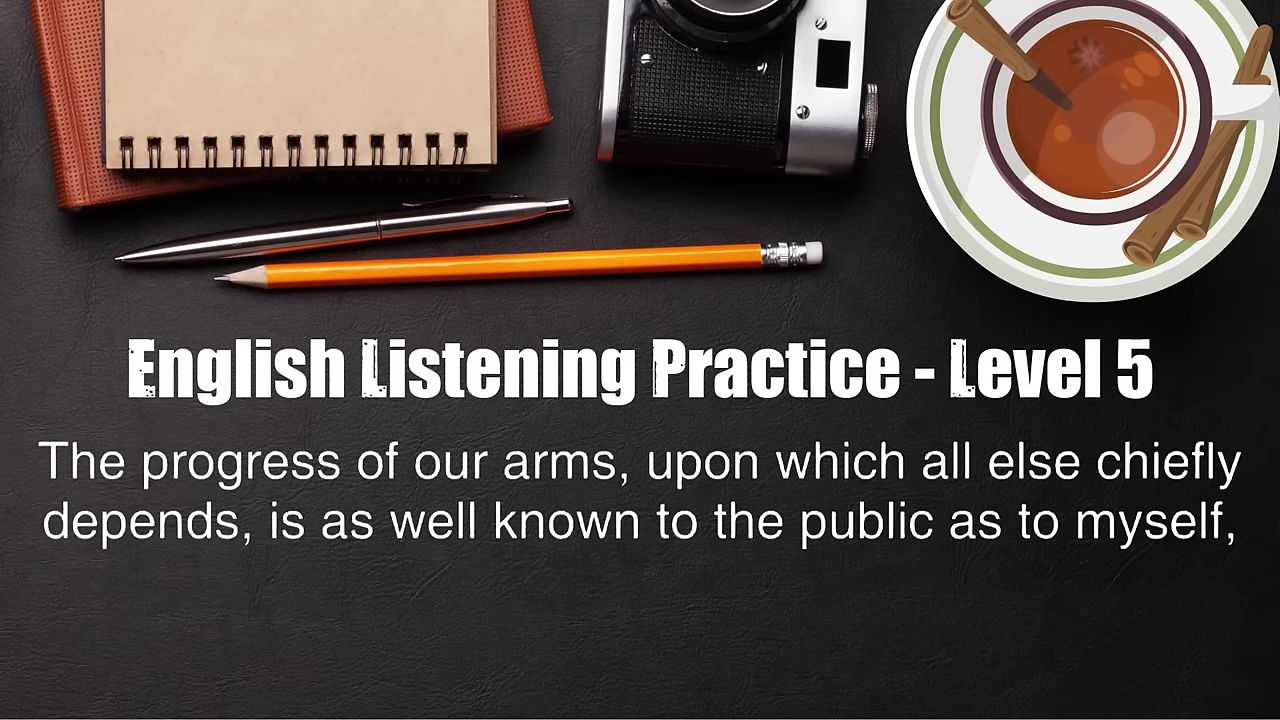 English Listening Practice - Level 5
The progress of our arms, upon which all else chiefly
depends, is as well known to the public as to myself,